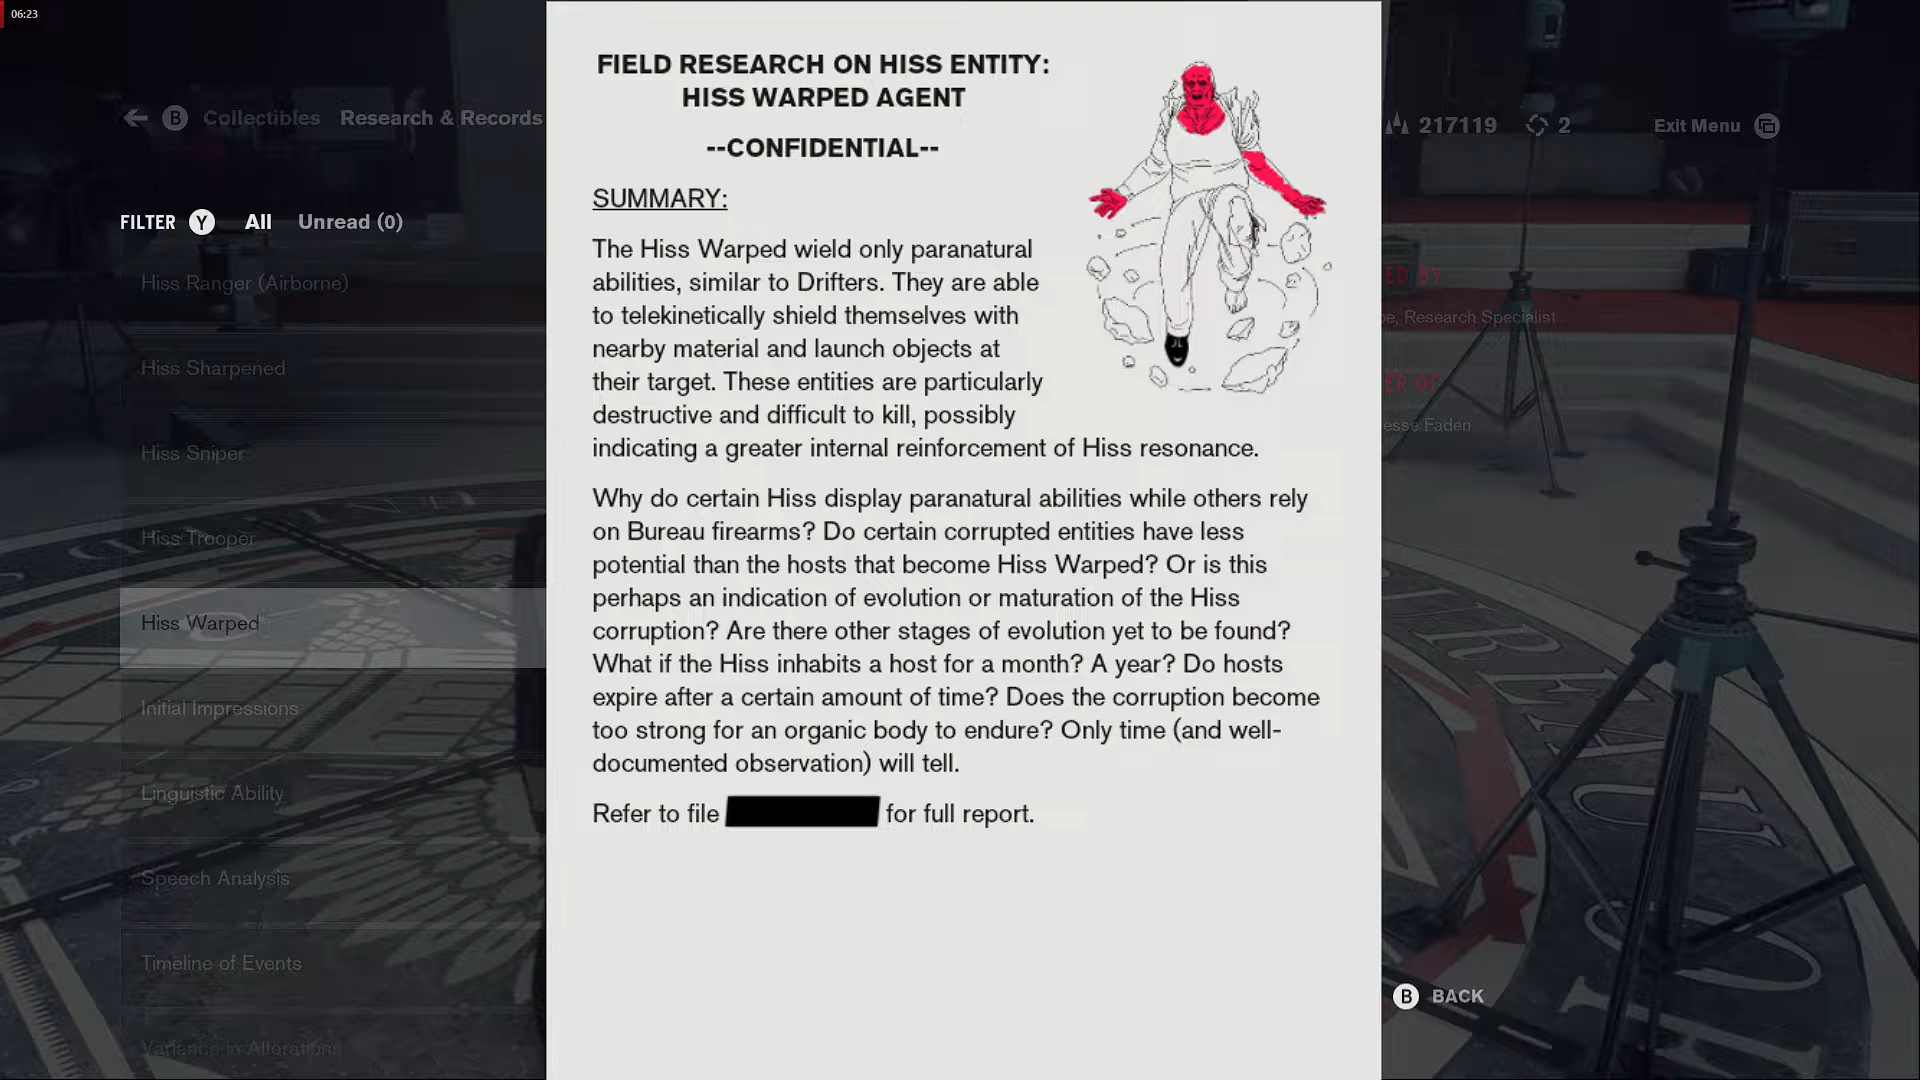 06:23
B Collectibles Research & Records
217119 2 Exit Menu
FILTER Y All Unread (0)
Hiss Ranger (Airborne)
Hiss Sharpened
Hiss Sniper
Hiss Trooper
Hiss Warped
Initial Impressions
Linguistic Ability
Speech Analysis
Timeline of Events
Variance in Alterations
FIELD RESEARCH ON HISS ENTITY:
HISS WARPED AGENT
--CONFIDENTIAL--
SUMMARY:
The Hiss Warped wield only paranatural
abilities, similar to Drifters. They are able
to telekinetically shield themselves with
nearby material and launch objects at
their target. These entities are particularly
destructive and difficult to kill, possibly
indicating a greater internal reinforcement of Hiss resonance.
Why do certain Hiss display paranatural abilities while others rely
on Bureau firearms? Do certain corrupted entities have less
potential than the hosts that become Hiss Warped? Or is this
perhaps an indication of evolution or maturation of the Hiss
corruption? Are there other stages of evolution yet to be found?
What if the Hiss inhabits a host for a month? A year? Do hosts
expire after a certain amount of time? Does the corruption become
too strong for an organic body to endure? Only time (and well-
documented observation) will tell.
Refer to file for full report.
ED BY
pe, Research Specialist
ER OF
esse Faden
B BACK